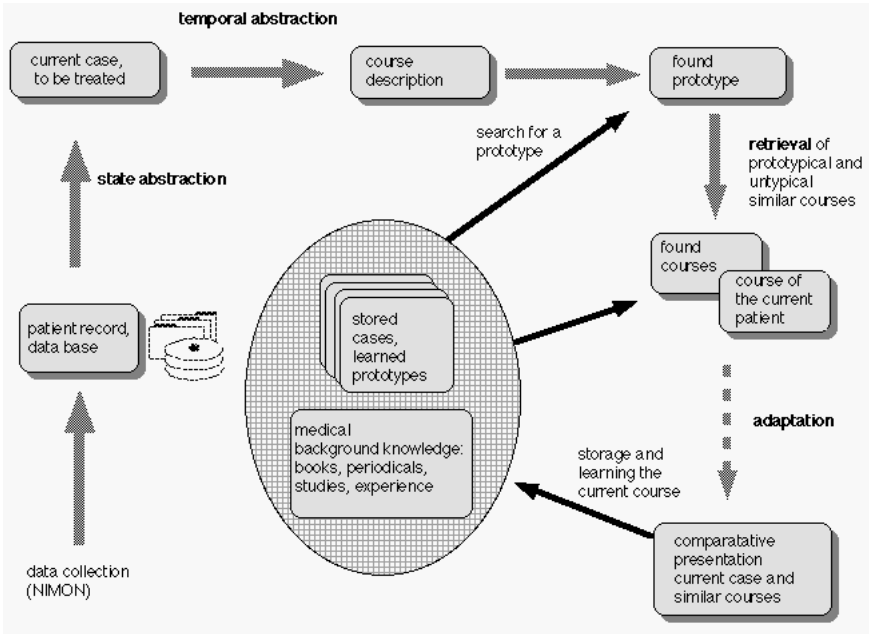 temporal abstraction
current case,
to be treated
course
description
found
prototype
search for a
prototype
retrieval of
prototypical and
untypical
similar courses
state abstraction
found
courses
course of
the current
patient
patient record,
data base
stored
cases,
learned
prototypes
medical
background knowledge:
books, periodicals,
studies, experience
adaptation
storage and
learning the
current course
data collection
(NIMON)
comparatative
presentation
current case and
similar courses